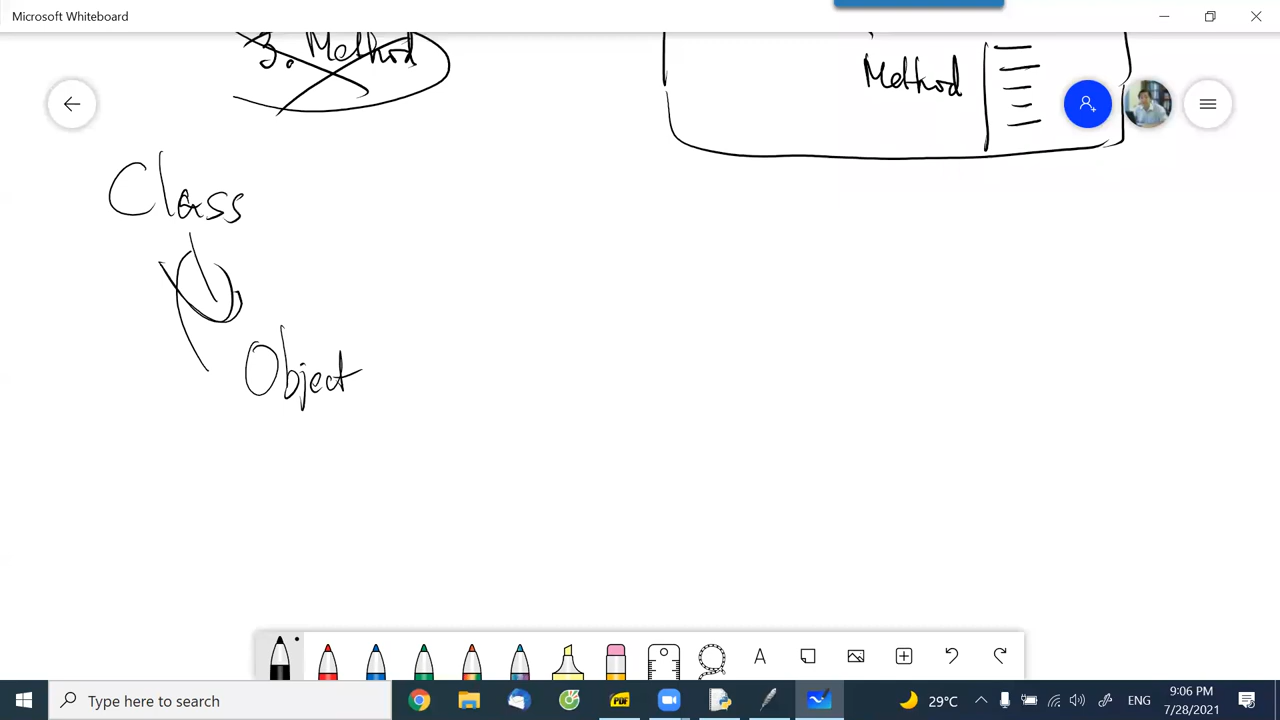 Microsoft Whiteboard
3. Method
Method
Class
Object
A
Type here to search
29°C
ENG
9:06 PM
7/28/2021